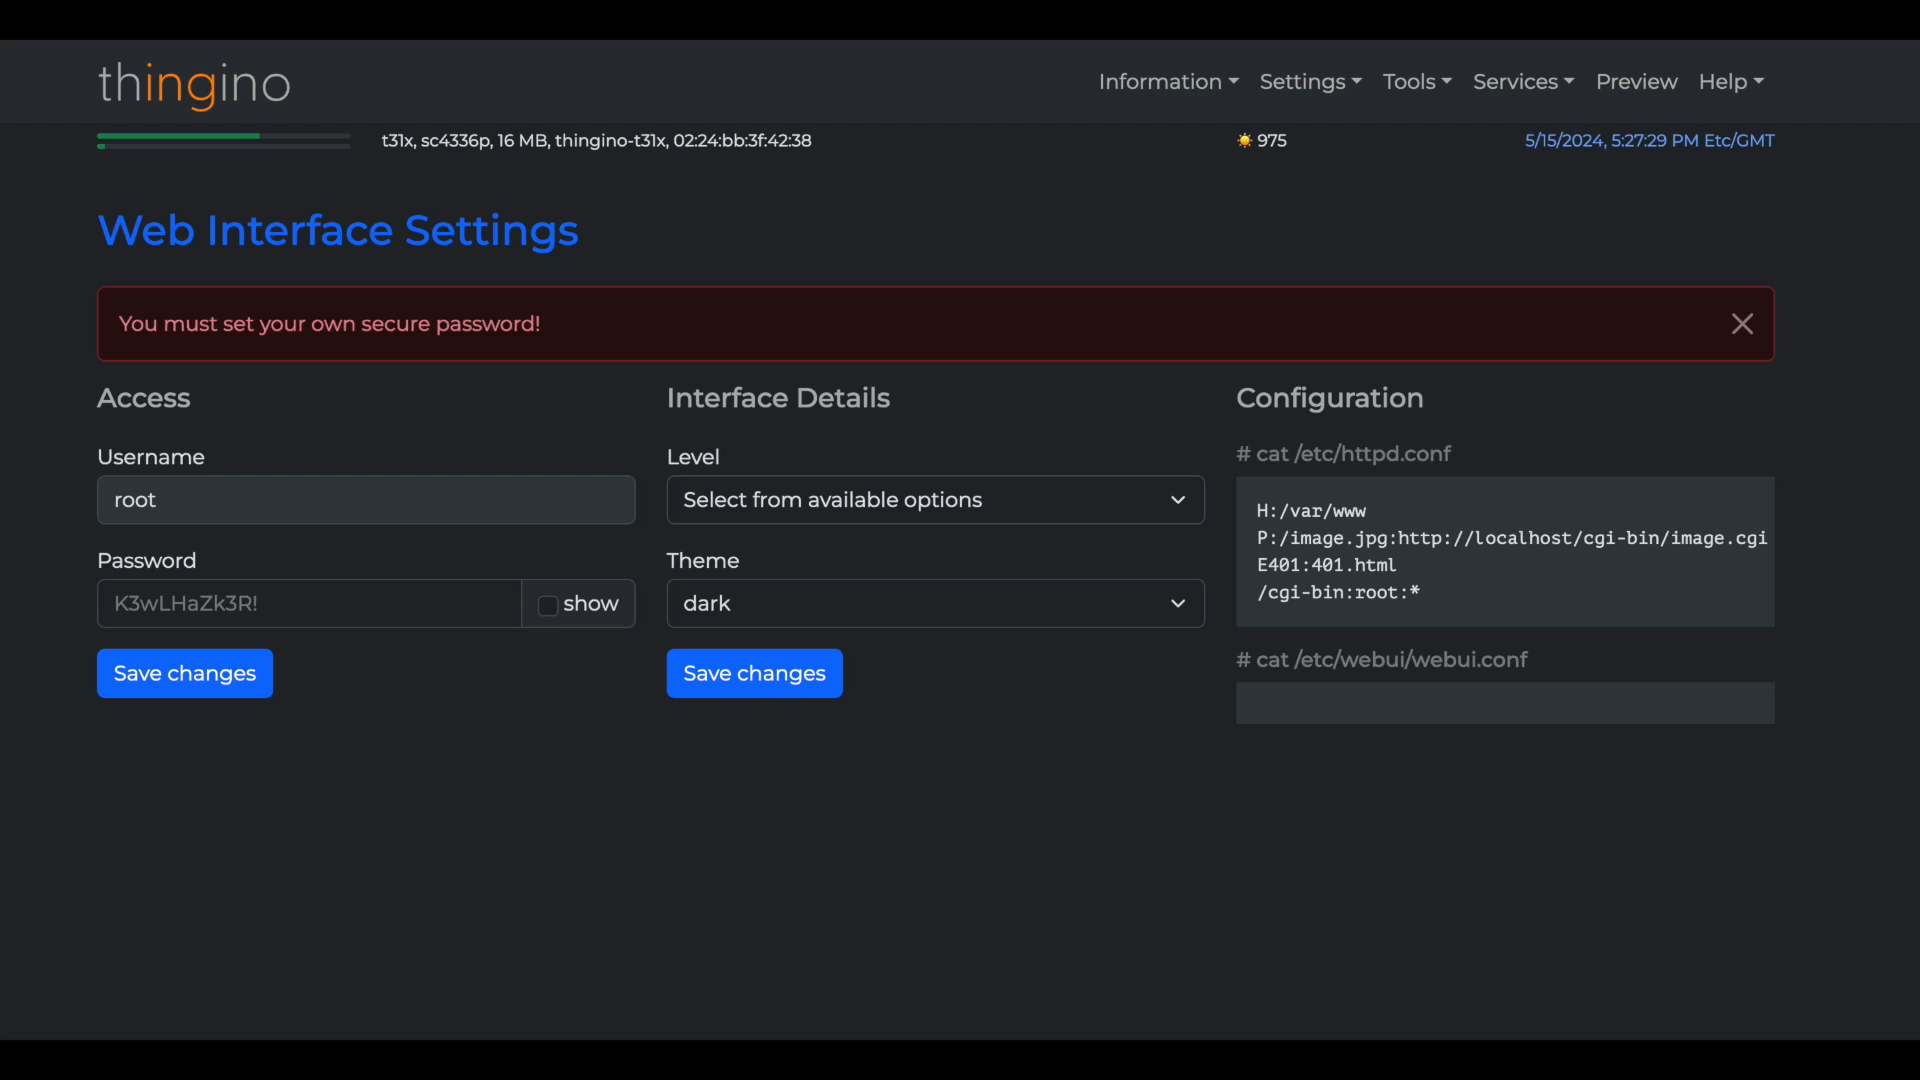 thingino
Information Settings Tools Services Preview Help
t31x, sc4336p, 16 MB, thingino-t31x, 02:24:bb:3f:42:38
975
5/15/2024, 5:27:29 PM Etc/GMT
Web Interface Settings
You must set your own secure password!
Access
Username
root
Password
K3wLHaZk3R!
show
Save changes
Interface Details
Level
Select from available options
Theme
dark
Save changes
Configuration
# cat /etc/httpd.conf
H:/var/www
P:/image.jpg:http://localhost/cgi-bin/image.cgi
E401:401.html
/cgi-bin:root:*
# cat /etc/webui/webui.conf